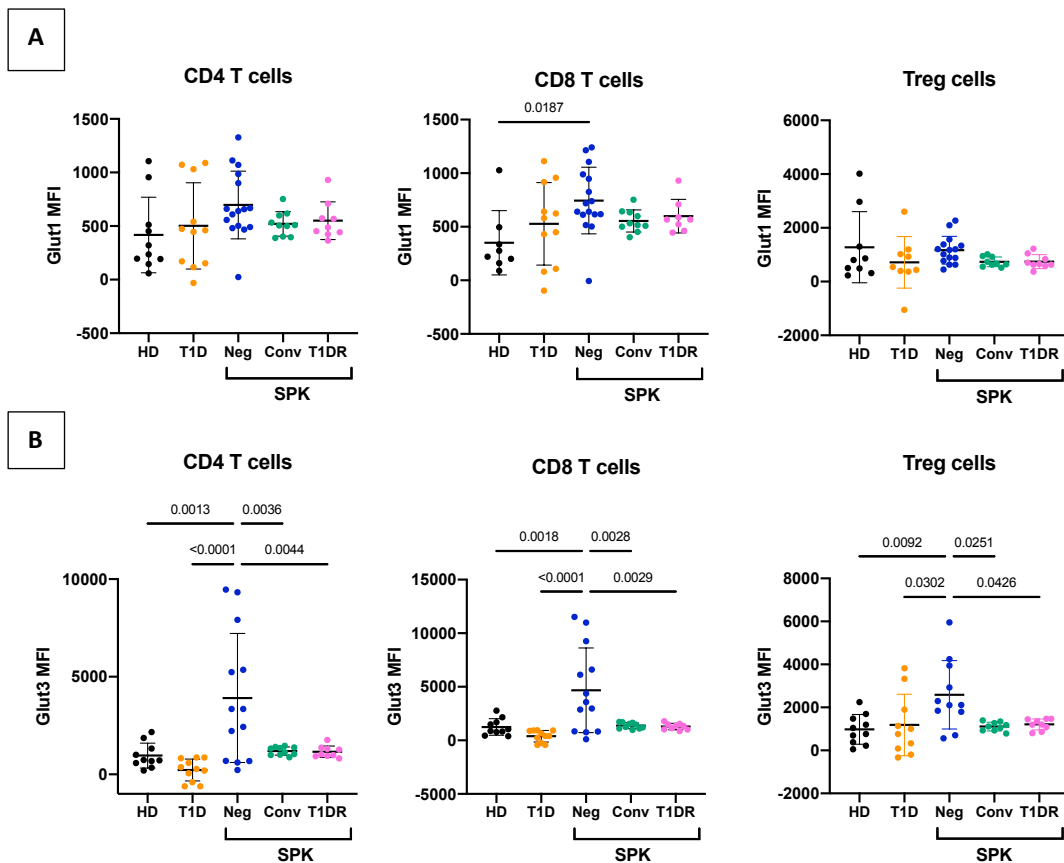 A
CD4 T cells
CD8 T cells
Treg cells
0.0187
Glut1 MFI
1500
1000
500
0
-500
HD T1D Neg Conv T1DR
SPK
Glut1 MFI
1500
1000
500
0
-500
HD T1D Neg Conv T1DR
SPK
Glut1 MFI
6000
4000
2000
0
-2000
HD T1D Neg Conv T1DR
SPK
B
CD4 T cells
CD8 T cells
Treg cells
0.0013 0.0036
<0.0001 0.0044
Glut3 MFI
10000
5000
0
HD T1D Neg Conv T1DR
SPK
0.0018 0.0028
<0.0001 0.0029
Glut3 MFI
15000
10000
5000
0
-5000
HD T1D Neg Conv T1DR
SPK
0.0092 0.0251
0.0302 0.0426
Glut3 MFI
8000
6000
4000
2000
0
-2000
HD T1D Neg Conv T1DR
SPK